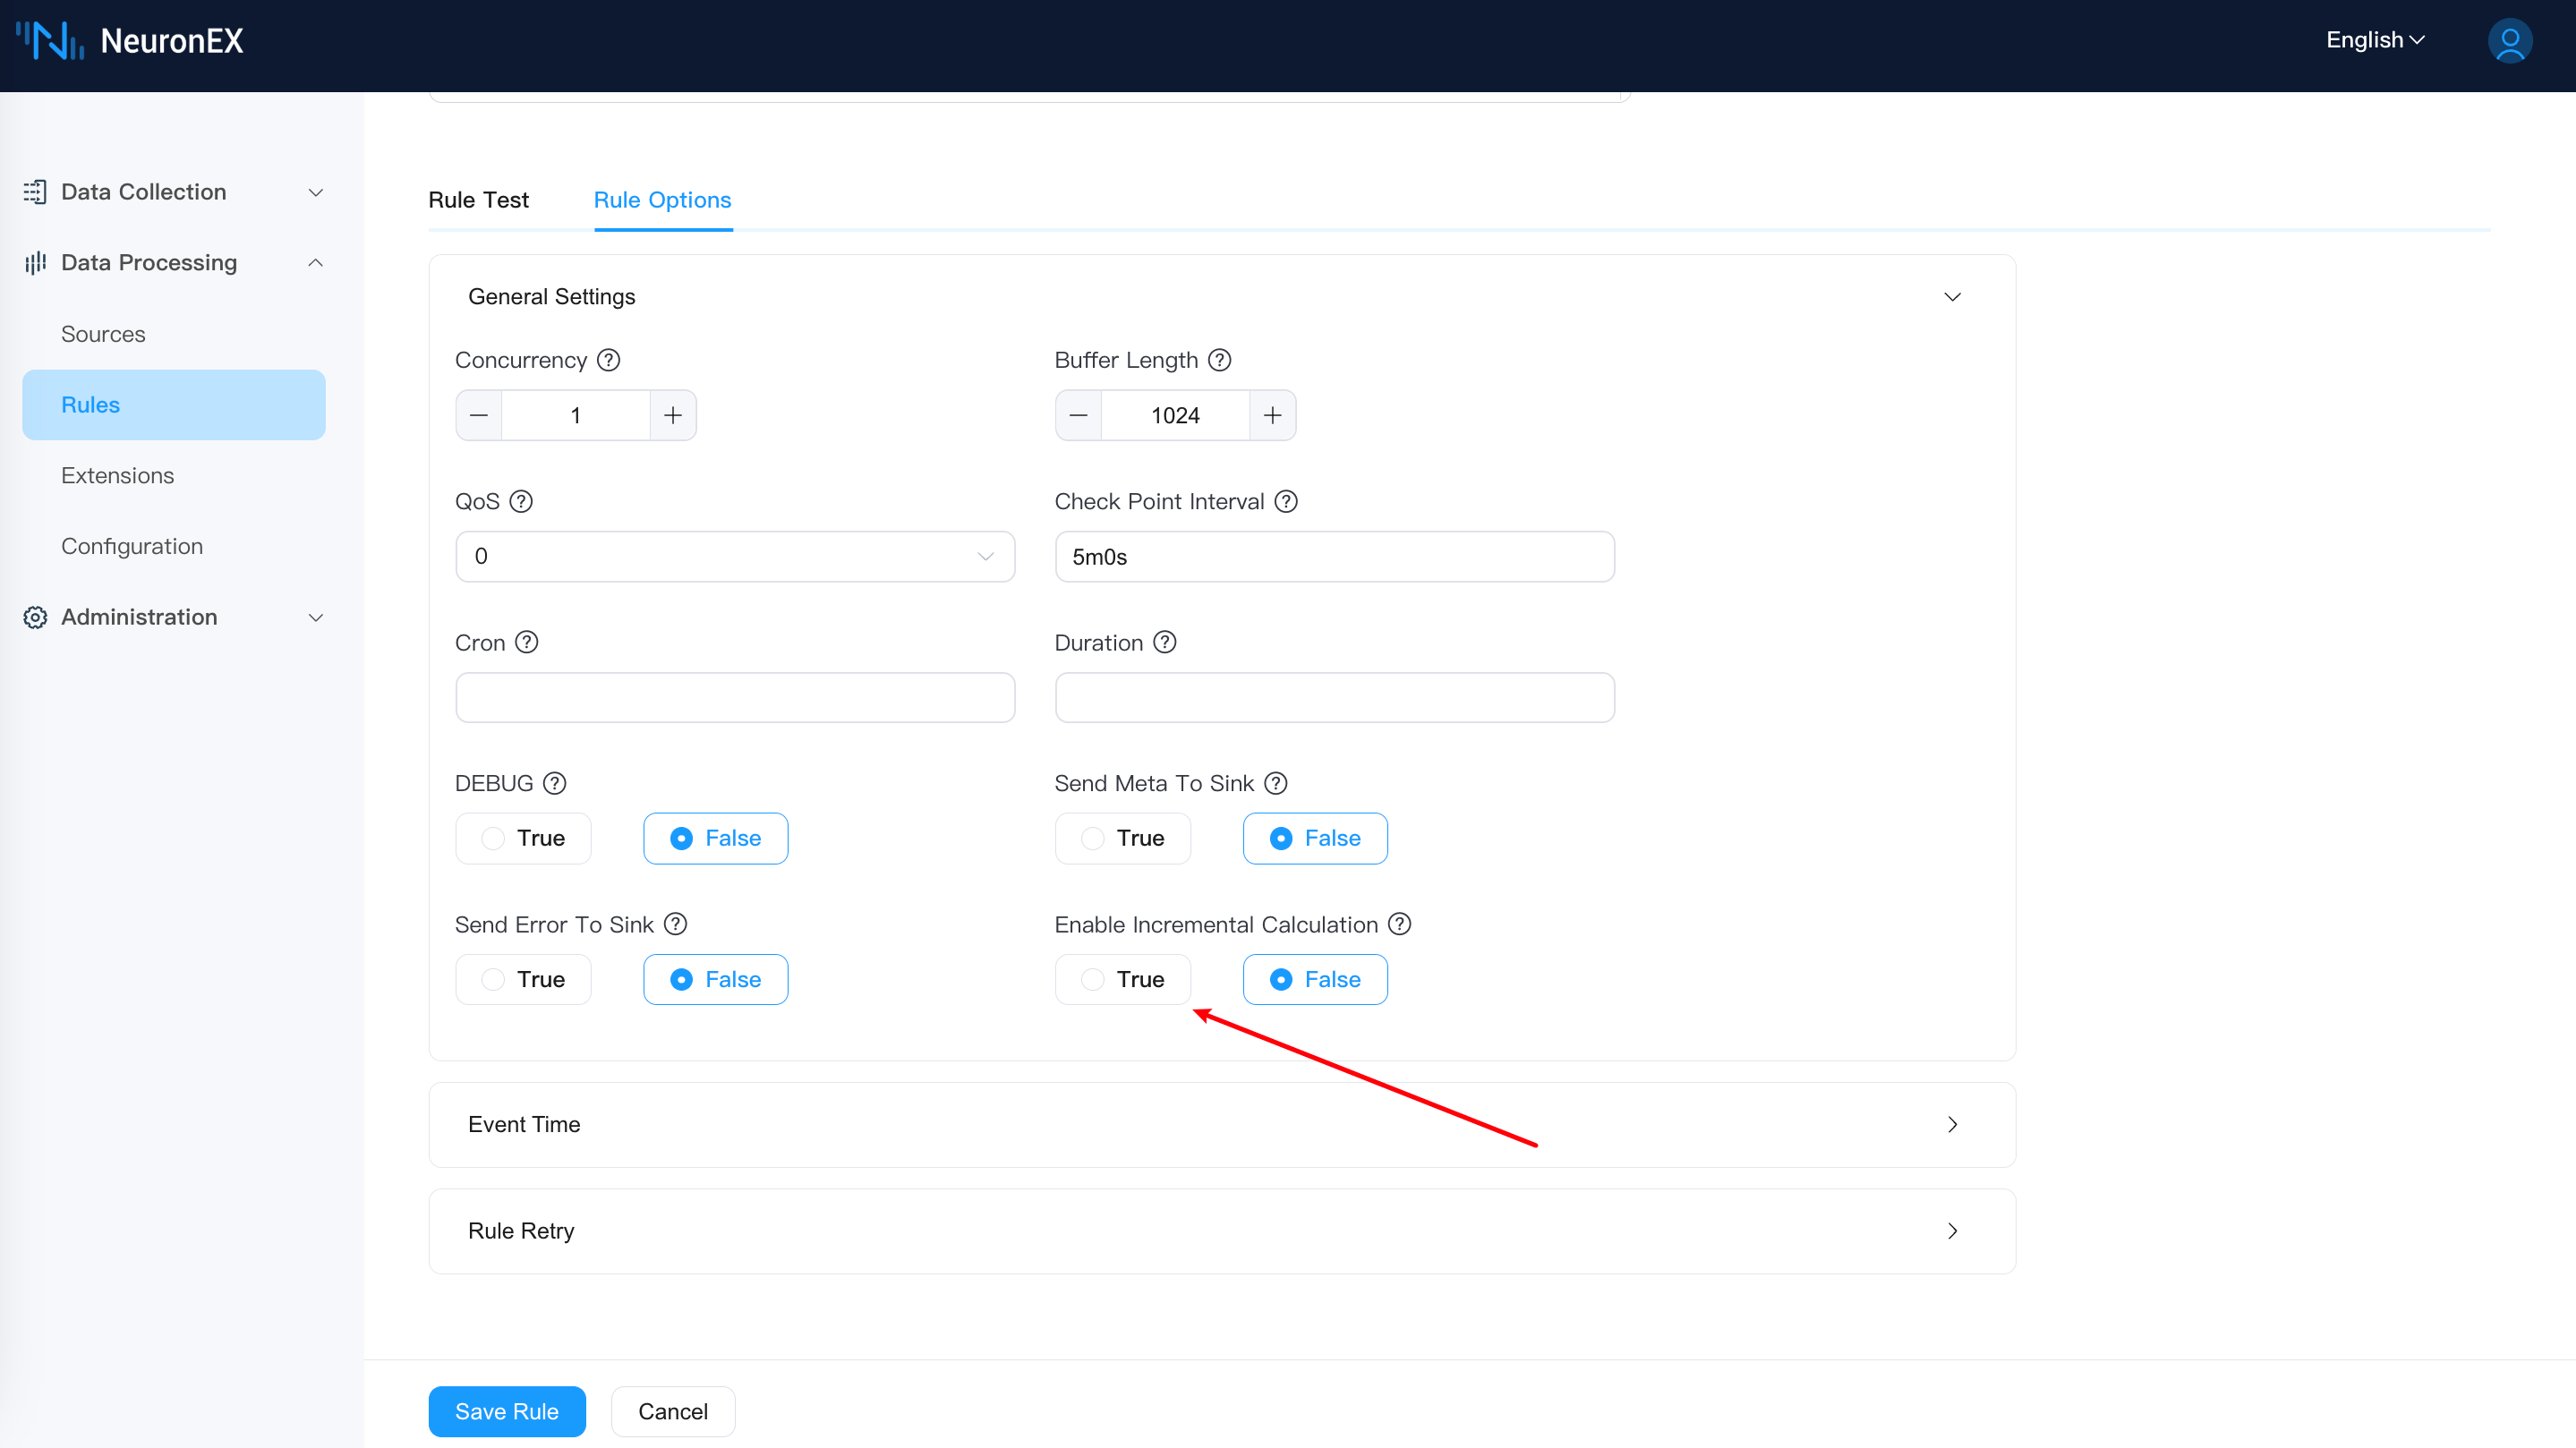 NeuronEX
English
Data Collection
Data Processing
Sources
Rules
Extensions
Configuration
Administration
Rule Test
Rule Options
General Settings
Concurrency
Buffer Length
1
1024
QoS
Check Point Interval
0
5m0s
Cron
Duration
DEBUG
Send Meta To Sink
True
False
True
False
Send Error To Sink
Enable Incremental Calculation
True
False
True
False
Event Time
Rule Retry
Save Rule
Cancel